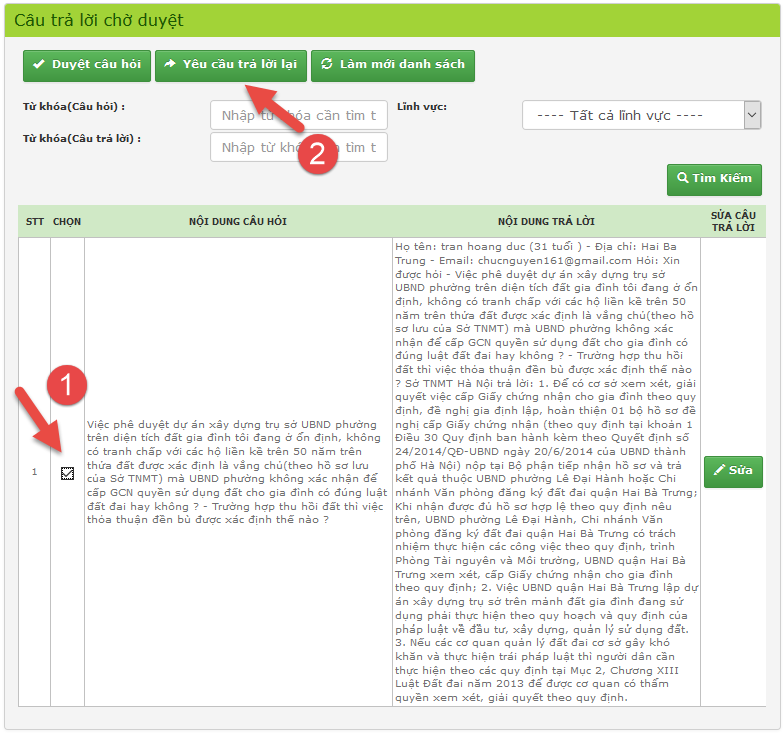 Câu trả lời chờ duyệt
Duyệt câu hỏi
Yêu cầu trả lời lại
Làm mới danh sách
Từ khóa(Câu hỏi) :
Nhập từ khóa cần tìm t
Lĩnh vực:
---- Tất cả lĩnh vực ----
Từ khóa(Câu trả lời) :
Nhập từ khó tìm t
2
Tìm Kiếm
STT CHỌN NỘI DUNG CÂU HỎI NỘI DUNG TRẢ LỜI SỬA CÂU
TRẢ LỜI
1
1
Việc phê duyệt dự án xây dựng trụ sở UBND phường
trên diện tích đất gia đình tôi đang ở ổn định, không
có tranh chấp với các hộ liền kề trên 50 năm trên
thửa đất được xác định là vắng chủ(theo hồ sơ lưu
của Sở TNMT) mà UBND phường không xác nhận để
cấp GCN quyền sử dụng đất cho gia đình có đúng luật
đất đai hay không ? - Trường hợp thu hồi đất thì việc
thỏa thuận đền bù được xác định thế nào ?
Họ tên: tran hoang duc (31 tuổi ) - Địa chỉ: Hai Ba
Trung - Email: chucnguyen161@gmail.com Hỏi: Xin
được hỏi - Việc phê duyệt dự án xây dựng trụ sở
UBND phường trên diện tích đất gia đình tôi đang ở ổn
định, không có tranh chấp với các hộ liền kề trên 50
năm trên thửa đất được xác định là vắng chủ(theo hồ
sơ lưu của Sở TNMT) mà UBND phường không xác
nhận để cấp GCN quyền sử dụng đất cho gia đình có
đúng luật đất đai hay không ? - Trường hợp thu hồi
đất thì việc thỏa thuận đền bù được xác định thế nào
? Sở TNMT Hà Nội trả lời: 1. Để có cơ sở xem xét, giải
quyết việc cấp Giấy chứng nhận cho gia đình theo quy
định, đề nghị gia đình lập, hoàn thiện 01 bộ hồ sơ đề
nghị cấp Giấy chứng nhận (theo quy định tại khoản 1
Điều 30 Quy định ban hành kèm theo Quyết định số
24/2014/QĐ-UBND ngày 20/6/2014 của UBND thành
phố Hà Nội) nộp tại Bộ phận tiếp nhận hồ sơ và trả
kết quả thuộc UBND phường Lê Đại Hành hoặc Chi
nhánh Văn phòng đăng ký đất đai quận Hai Bà Trưng;
Khi nhận được đủ hồ sơ hợp lệ theo quy định nêu
trên, UBND phường Lê Đại Hành, Chi nhánh Văn
phòng đăng ký đất đai quận Hai Bà Trưng có trách
nhiệm thực hiện các công việc theo quy định, trình
Phòng Tài nguyên và Môi trường, UBND quận Hai Bà
Trưng xem xét, cấp Giấy chứng nhận cho gia đình
theo quy định; 2. Việc UBND quận Hai Bà Trưng lập dự
án xây dựng trụ sở trên mảnh đất gia đình đang sử
dụng phải thực hiện theo quy hoạch và quy định của
pháp luật về đầu tư, xây dựng, quản lý sử dụng đất.
3. Nếu các cơ quan quản lý đất đai cơ sở gây khó
khăn và thực hiện trái pháp luật thì người dân cần
thực hiện theo các quy định tại Mục 2, Chương XIII
Luật Đất đai năm 2013 để được cơ quan có thẩm
quyền xem xét, giải quyết theo quy định.
Sửa